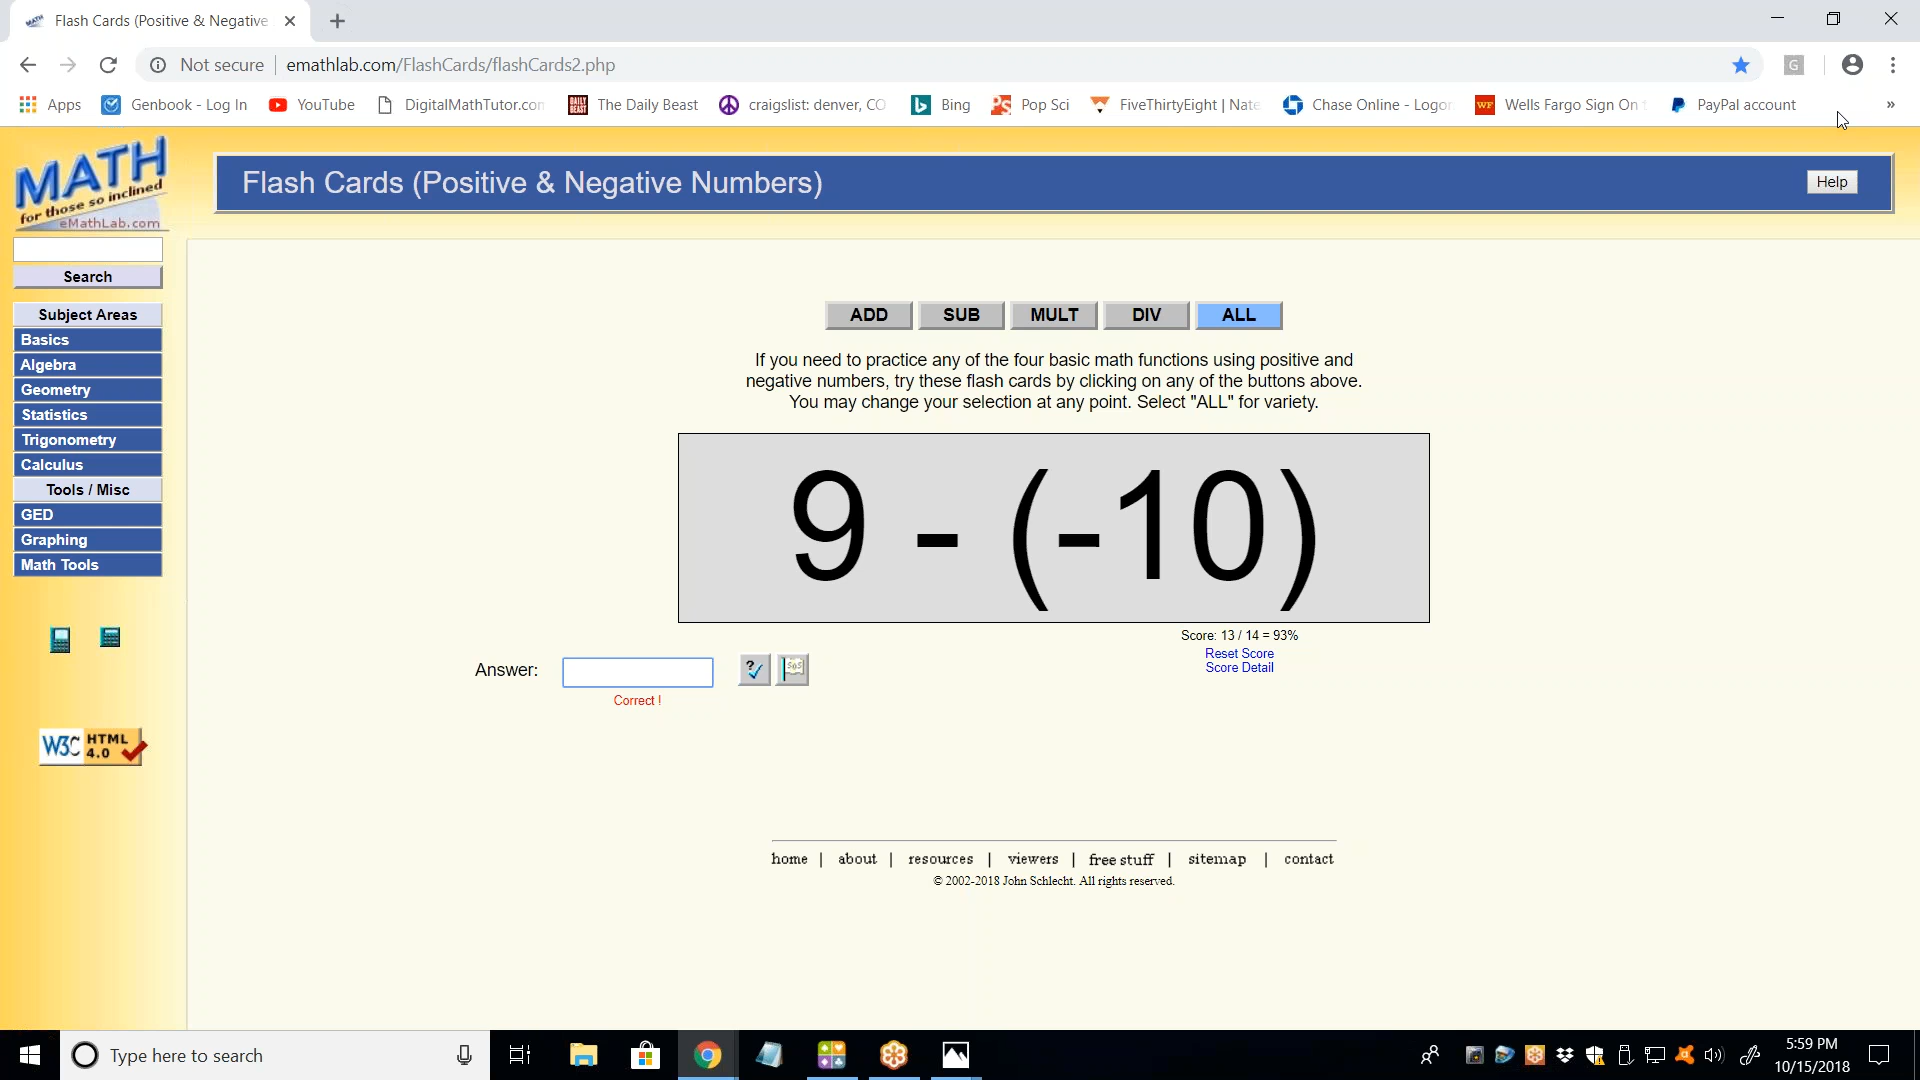 Flash Cards (Positive & Negative
Not secure
emathlab.com/FlashCards/flashCards2.php
G
Apps
Genbook - Log In
YouTube
DigitalMathTutor.con
The Daily Beast
craigslist: denver, CO
Bing
Pop Sci
FiveThirtyEight | Nate
Chase Online - Logon
Wells Fargo Sign On t
PayPal account
»
MATH
for those so inclined
eMathLab.com
Flash Cards (Positive & Negative Numbers)
Help
Search
Subject Areas
Basics
Algebra
Geometry
Statistics
Trigonometry
Calculus
Tools / Misc
GED
Graphing
Math Tools
W3C HTML 4.0
ADD SUB MULT DIV ALL
If you need to practice any of the four basic math functions using positive and
negative numbers, try these flash cards by clicking on any of the buttons above.
You may change your selection at any point. Select "ALL" for variety.
9 - (-10)
Score: 13 / 14 = 93%
Reset Score
Score Detail
Answer:
Correct !
home | about | resources | viewers | free stuff | sitemap | contact
© 2002-2018 John Schlecht. All rights reserved.
Type here to search
5:59 PM
10/15/2018